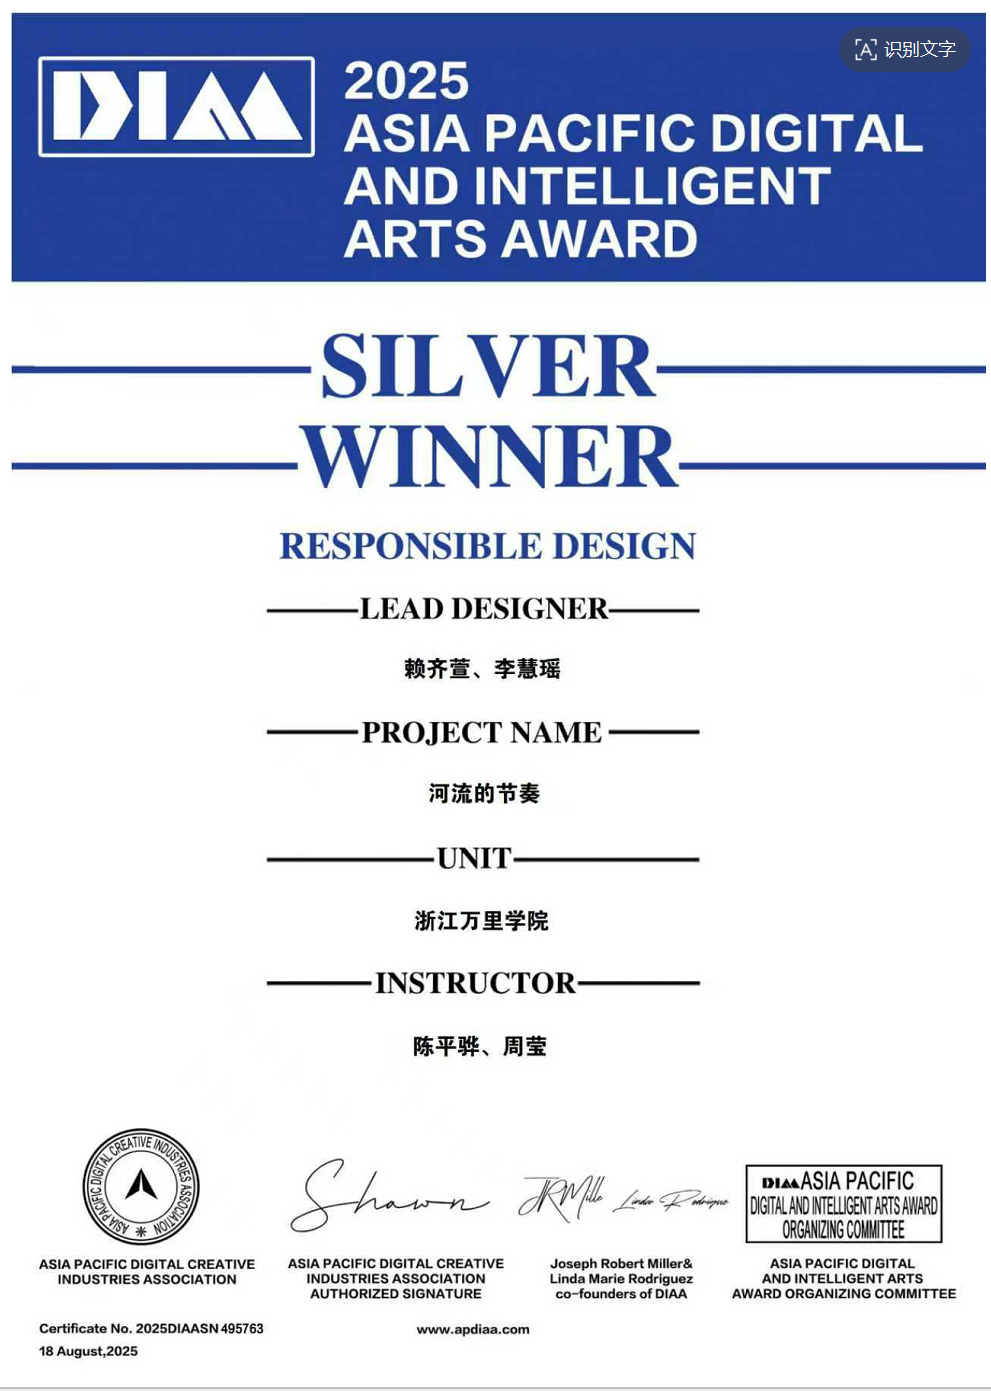 识别文字
DIAA
2025
ASIA PACIFIC DIGITAL
AND INTELLIGENT
ARTS AWARD
SILVER
WINNER
RESPONSIBLE DESIGN
LEAD DESIGNER
赖齐萱、李慧瑶
PROJECT NAME
河流的节奏
UNIT
浙江万里学院
INSTRUCTOR
陈平骅、周莹
ASIA PACIFIC DIGITAL CREATIVE INDUSTRIES ASSOCIATION
Shawn
JRMille
Linda Rodrigue
DIAA ASIA PACIFIC
DIGITAL AND INTELLIGENT ARTS AWARD
ORGANIZING COMMITTEE
ASIA PACIFIC DIGITAL CREATIVE
INDUSTRIES ASSOCIATION
ASIA PACIFIC DIGITAL CREATIVE
INDUSTRIES ASSOCIATION
AUTHORIZED SIGNATURE
Joseph Robert Miller&
Linda Marie Rodriguez
co-founders of DIAA
ASIA PACIFIC DIGITAL
AND INTELLIGENT ARTS
AWARD ORGANIZING COMMITTEE
Certificate No. 2025DIAASN 495763
www.apdiaa.com
18 August,2025